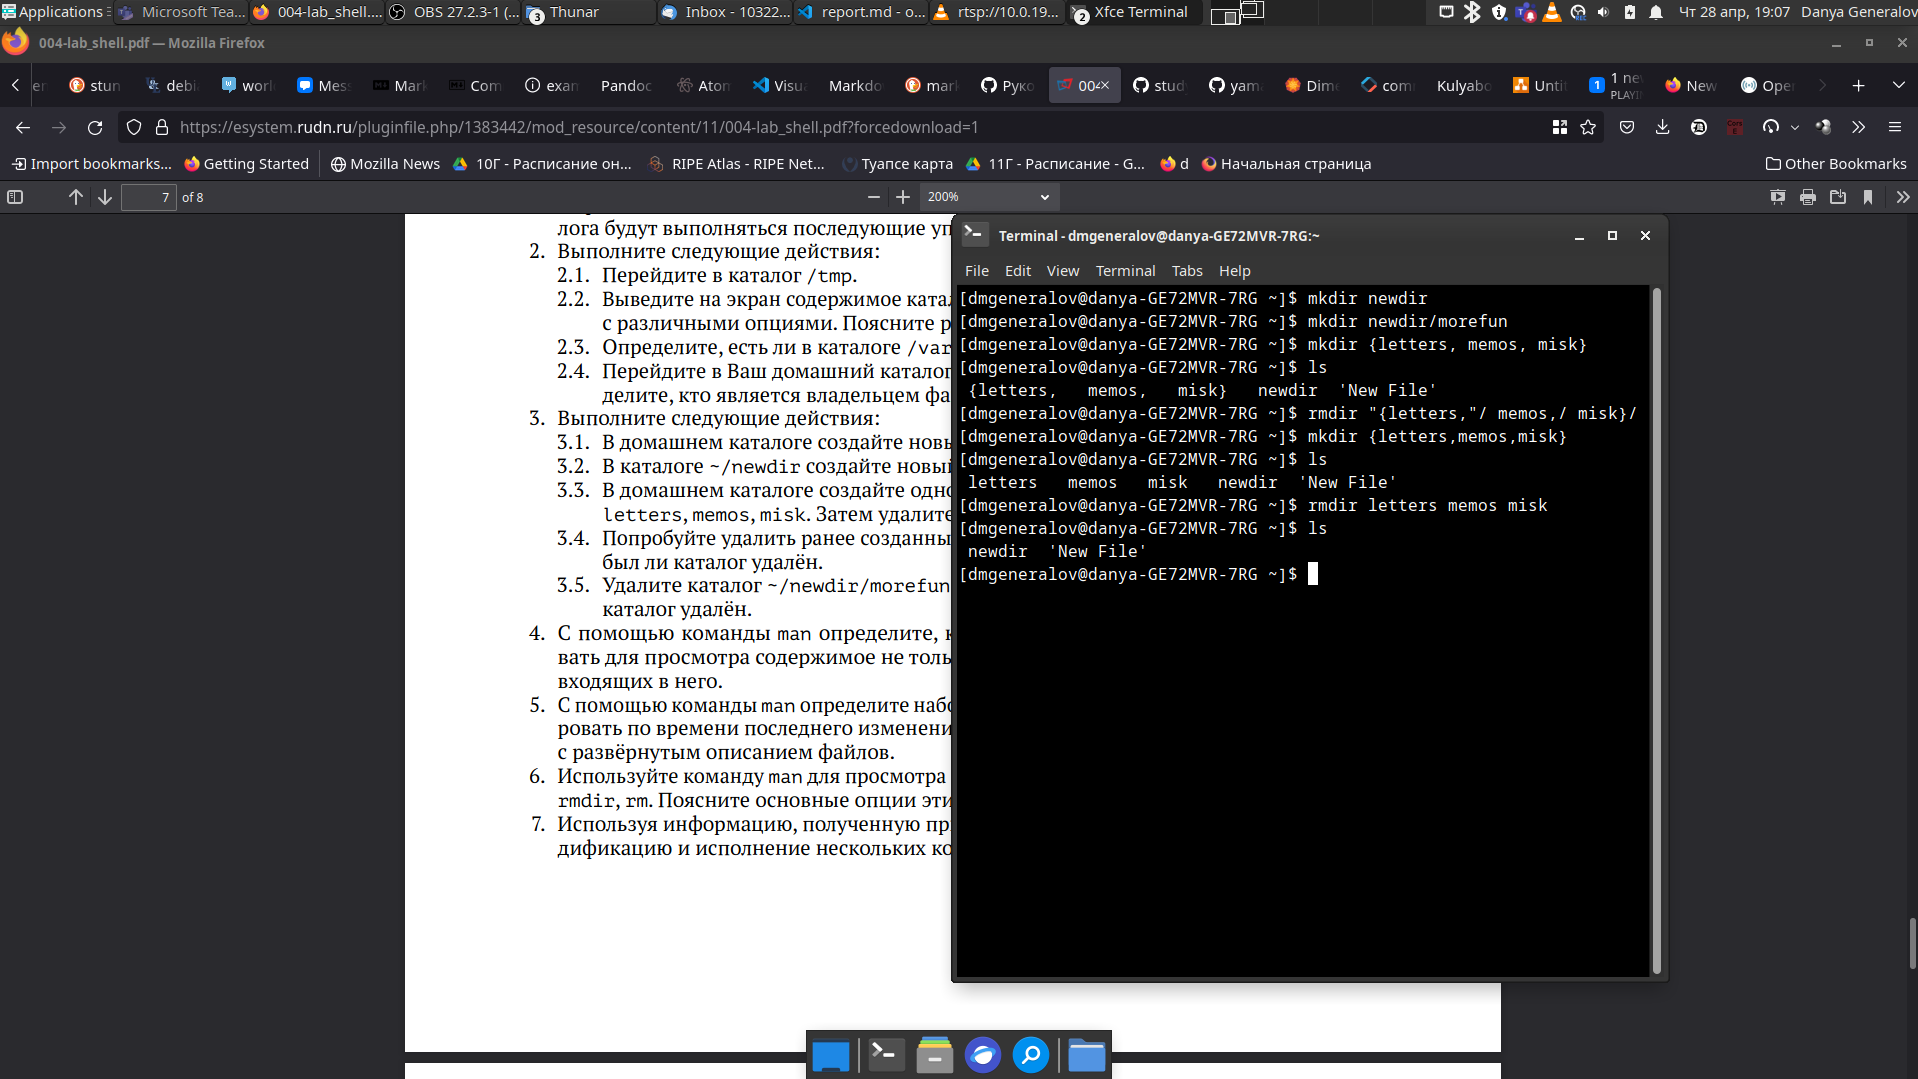 Applications
Microsoft Tea...
004-lab_shell....
OBS 27.2.3-1 (...
3 Thunar
Inbox - 10322...
report.md - o...
rtsp://10.0.19...
2 Xfce Terminal
Чт 28 апр, 19:07
Danya Generalov
004-lab_shell.pdf — Mozilla Firefox
stun
debi
worl
Mess
Mark
Com
exam
Pandoc
Atom
Visua
Markdo
mar
Руко
004
stud
yam
Dime
com
Kulyabo
Unti
1 ne
PLAYI
New
Oper
https://esystem.rudn.ru/pluginfile.php/1383442/mod_resource/content/11/004-lab_shell.pdf?forcedownload=1
Import bookmarks...
Getting Started
Mozilla News
10Г - Расписание он...
RIPE Atlas - RIPE Net...
Туапсе карта
11Г - Расписание - G...
d
Начальная страница
Other Bookmarks
7 of 8
200%
лога будут выполняться последующие уп
2. Выполните следующие действия:
2.1. Перейдите в каталог /tmp.
2.2. Выведите на экран содержимое ката
с различными опциями. Поясните р
2.3. Определите, есть ли в каталоге /var
2.4. Перейдите в Ваш домашний каталог
делите, кто является владельцем фа
3. Выполните следующие действия:
3.1. В домашнем каталоге создайте новы
3.2. В каталоге ~/newdir создайте новый
3.3. В домашнем каталоге создайте одно
letters, memos, misk. Затем удалите
3.4. Попробуйте удалить ранее созданны
был ли каталог удалён.
3.5. Удалите каталог ~/newdir/morefun
каталог удалён.
4. С помощью команды man определите, к
вать для просмотра содержимое не толь
входящих в него.
5. С помощью команды man определите набо
ровать по времени последнего изменени
с развёрнутым описанием файлов.
6. Используйте команду man для просмотра
rmdir, rm. Поясните основные опции эти
7. Используя информацию, полученную пр
дификацию и исполнение нескольких ко
Terminal - dmgeneralov@danya-GE72MVR-7RG:~
File Edit View Terminal Tabs Help
[dmgeneralov@danya-GE72MVR-7RG ~]$ mkdir newdir
[dmgeneralov@danya-GE72MVR-7RG ~]$ mkdir newdir/morefun
[dmgeneralov@danya-GE72MVR-7RG ~]$ mkdir {letters, memos, misk}
[dmgeneralov@danya-GE72MVR-7RG ~]$ ls
{letters,   memos,   misk}   newdir  'New File'
[dmgeneralov@danya-GE72MVR-7RG ~]$ rmdir "{letters,"/ memos,/ misk}/
[dmgeneralov@danya-GE72MVR-7RG ~]$ mkdir {letters,memos,misk}
[dmgeneralov@danya-GE72MVR-7RG ~]$ ls
letters   memos   misk   newdir  'New File'
[dmgeneralov@danya-GE72MVR-7RG ~]$ rmdir letters memos misk
[dmgeneralov@danya-GE72MVR-7RG ~]$ ls
newdir  'New File'
[dmgeneralov@danya-GE72MVR-7RG ~]$